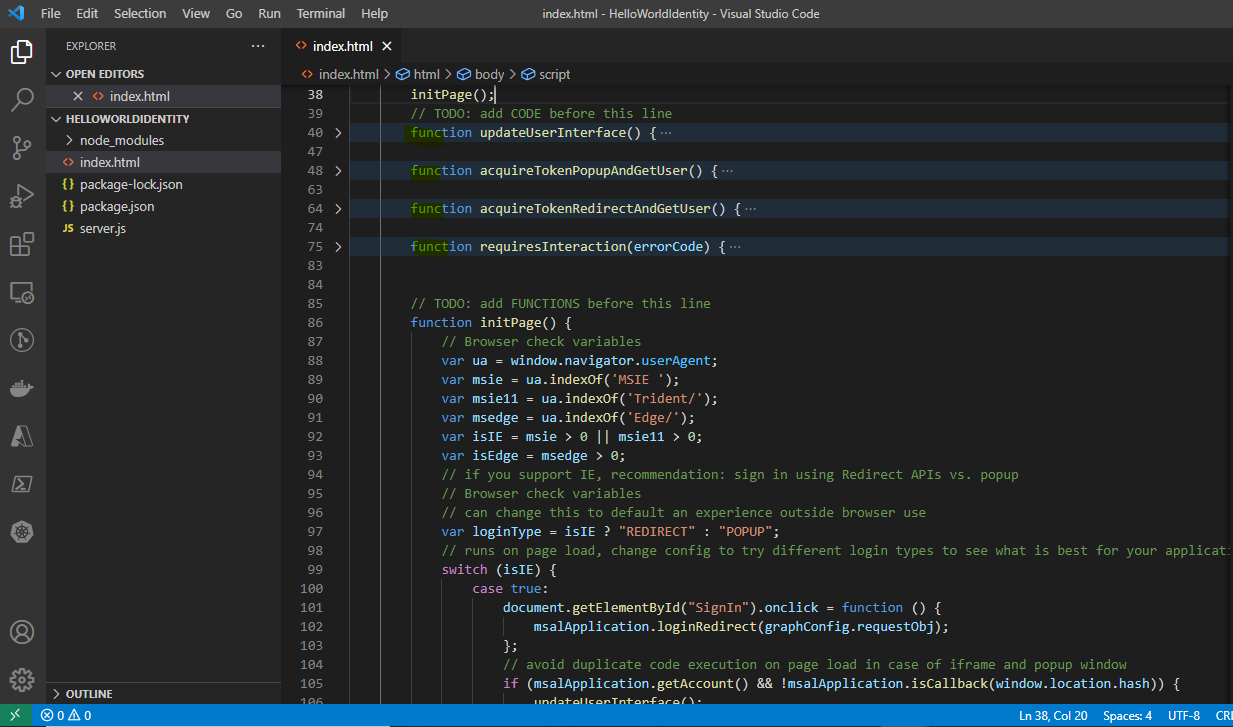 File Edit Selection View Go Run Terminal Help index.html - HelloWorldIdentity - Visual Studio Code
EXPLORER ··· <> index.html ×
OPEN EDITORS
× <> index.html
HELLOWORLDIDENTITY
node_modules
<> index.html
{} package-lock.json
{} package.json
JS server.js
OUTLINE
<> index.html > html > body > script
38 initPage();
39 // TODO: add CODE before this line
40 > function updateUserInterface() { ···
47
48 > function acquireTokenPopupAndGetUser() { ···
63
64 > function acquireTokenRedirectAndGetUser() { ···
74
75 > function requiresInteraction(errorCode) { ···
83
84
85 // TODO: add FUNCTIONS before this line
86 function initPage() {
87 // Browser check variables
88 var ua = window.navigator.userAgent;
89 var msie = ua.indexOf('MSIE ');
90 var msie11 = ua.indexOf('Trident/');
91 var msedge = ua.indexOf('Edge/');
92 var isIE = msie > 0 || msie11 > 0;
93 var isEdge = msedge > 0;
94 // if you support IE, recommendation: sign in using Redirect APIs vs. popup
95 // Browser check variables
96 // can change this to default an experience outside browser use
97 var loginType = isIE ? "REDIRECT" : "POPUP";
98 // runs on page load, change config to try different login types to see what is best for your applicati
99 switch (isIE) {
100 case true:
101 document.getElementById("SignIn").onclick = function () {
102 msalApplication.loginRedirect(graphConfig.requestObj);
103 };
104 // avoid duplicate code execution on page load in case of iframe and popup window
105 if (msalApplication.getAccount() && !msalApplication.isCallback(window.location.hash)) {
106 updateUserInterface();
0 0 Ln 38, Col 20 Spaces: 4 UTF-8